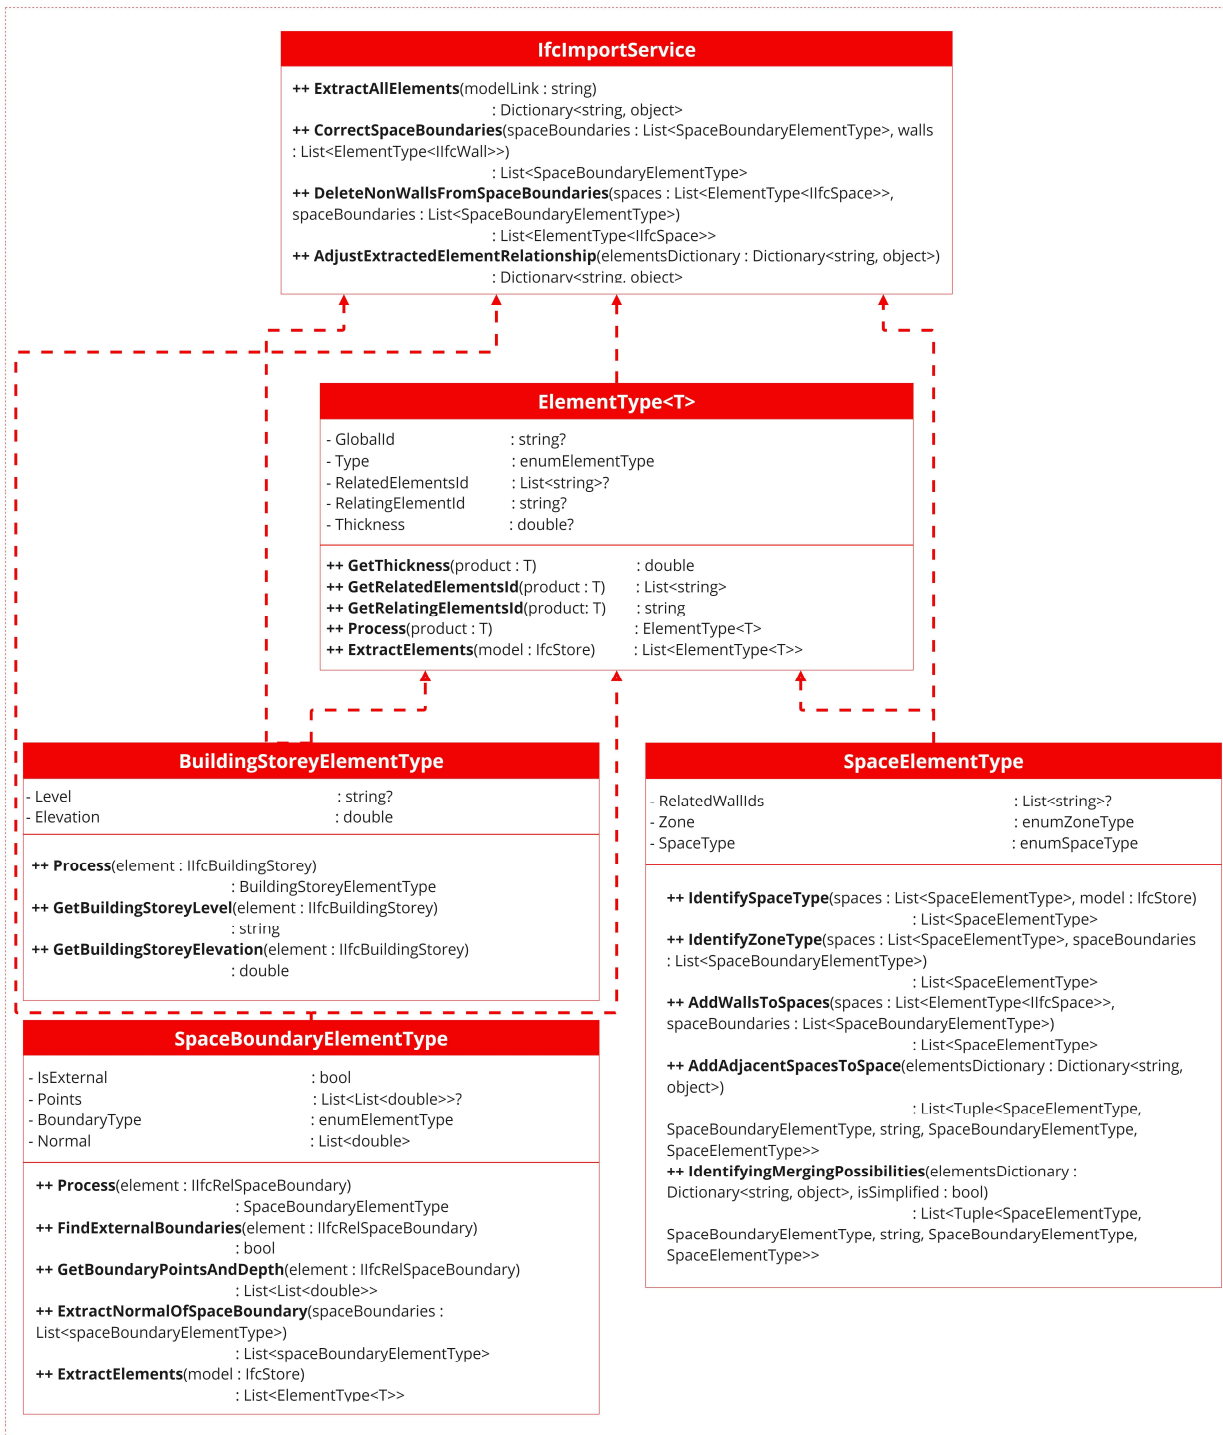 IfcImportService
++ ExtractAllElements(modelLink : string)
: Dictionary<string, object>
++ CorrectSpaceBoundaries(spaceBoundaries : List<SpaceBoundaryElementType>, walls
: List<ElementType<IIfcWall>>)
: List<SpaceBoundaryElementType>
++ DeleteNonWallsFromSpaceBoundaries(spaces : List<ElementType<IIfcSpace>>,
spaceBoundaries : List<SpaceBoundaryElementType>)
: List<ElementType<IIfcSpace>>
++ AdjustExtractedElementRelationship(elementsDictionary : Dictionary<string, object>)
: Dictionary<string, object>
ElementType<T>
- GlobalId : string?
- Type : enumElementType
- RelatedElementsId : List<string>?
- RelatingElementId : string?
- Thickness : double?
++ GetThickness(product : T) : double
++ GetRelatedElementsId(product : T) : List<string>
++ GetRelatingElementsId(product: T) : string
++ Process(product : T) : ElementType<T>
++ ExtractElements(model : IfcStore) : List<ElementType<T>>
BuildingStoreyElementType
- Level : string?
- Elevation : double
++ Process(element : IIfcBuildingStorey)
: BuildingStoreyElementType
++ GetBuildingStoreyLevel(element : IIfcBuildingStorey)
: string
++ GetBuildingStoreyElevation(element : IIfcBuildingStorey)
: double
SpaceBoundaryElementType
- IsExternal : bool
- Points : List<List<double>>?
- BoundaryType : enumElementType
- Normal : List<double>
++ Process(element : IIfcRelSpaceBoundary)
: SpaceBoundaryElementType
++ FindExternalBoundaries(element : IIfcRelSpaceBoundary)
: bool
++ GetBoundaryPointsAndDepth(element : IIfcRelSpaceBoundary)
: List<List<double>>
++ ExtractNormalOfSpaceBoundary(spaceBoundaries :
List<spaceBoundaryElementType>)
: List<spaceBoundaryElementType>
++ ExtractElements(model : IfcStore)
: List<ElementType<T>>
SpaceElementType
- RelatedWallIds : List<string>?
- Zone : enumZoneType
- SpaceType : enumSpaceType
++ IdentifySpaceType(spaces : List<SpaceElementType>, model : IfcStore)
: List<SpaceElementType>
++ IdentifyZoneType(spaces : List<SpaceElementType>, spaceBoundaries
: List<SpaceBoundaryElementType>)
: List<SpaceElementType>
++ AddWallsToSpaces(spaces : List<ElementType<IIfcSpace>>,
spaceBoundaries : List<SpaceBoundaryElementType>)
: List<SpaceElementType>
++ AddAdjacentSpacesToSpace(elementsDictionary : Dictionary<string,
object>)
: List<Tuple<SpaceElementType,
SpaceBoundaryElementType, string, SpaceBoundaryElementType,
SpaceElementType>>
++ IdentifyingMergingPossibilities(elementsDictionary :
Dictionary<string, object>, isSimplified : bool)
: List<Tuple<SpaceElementType,
SpaceBoundaryElementType, string, SpaceBoundaryElementType,
SpaceElementType>>